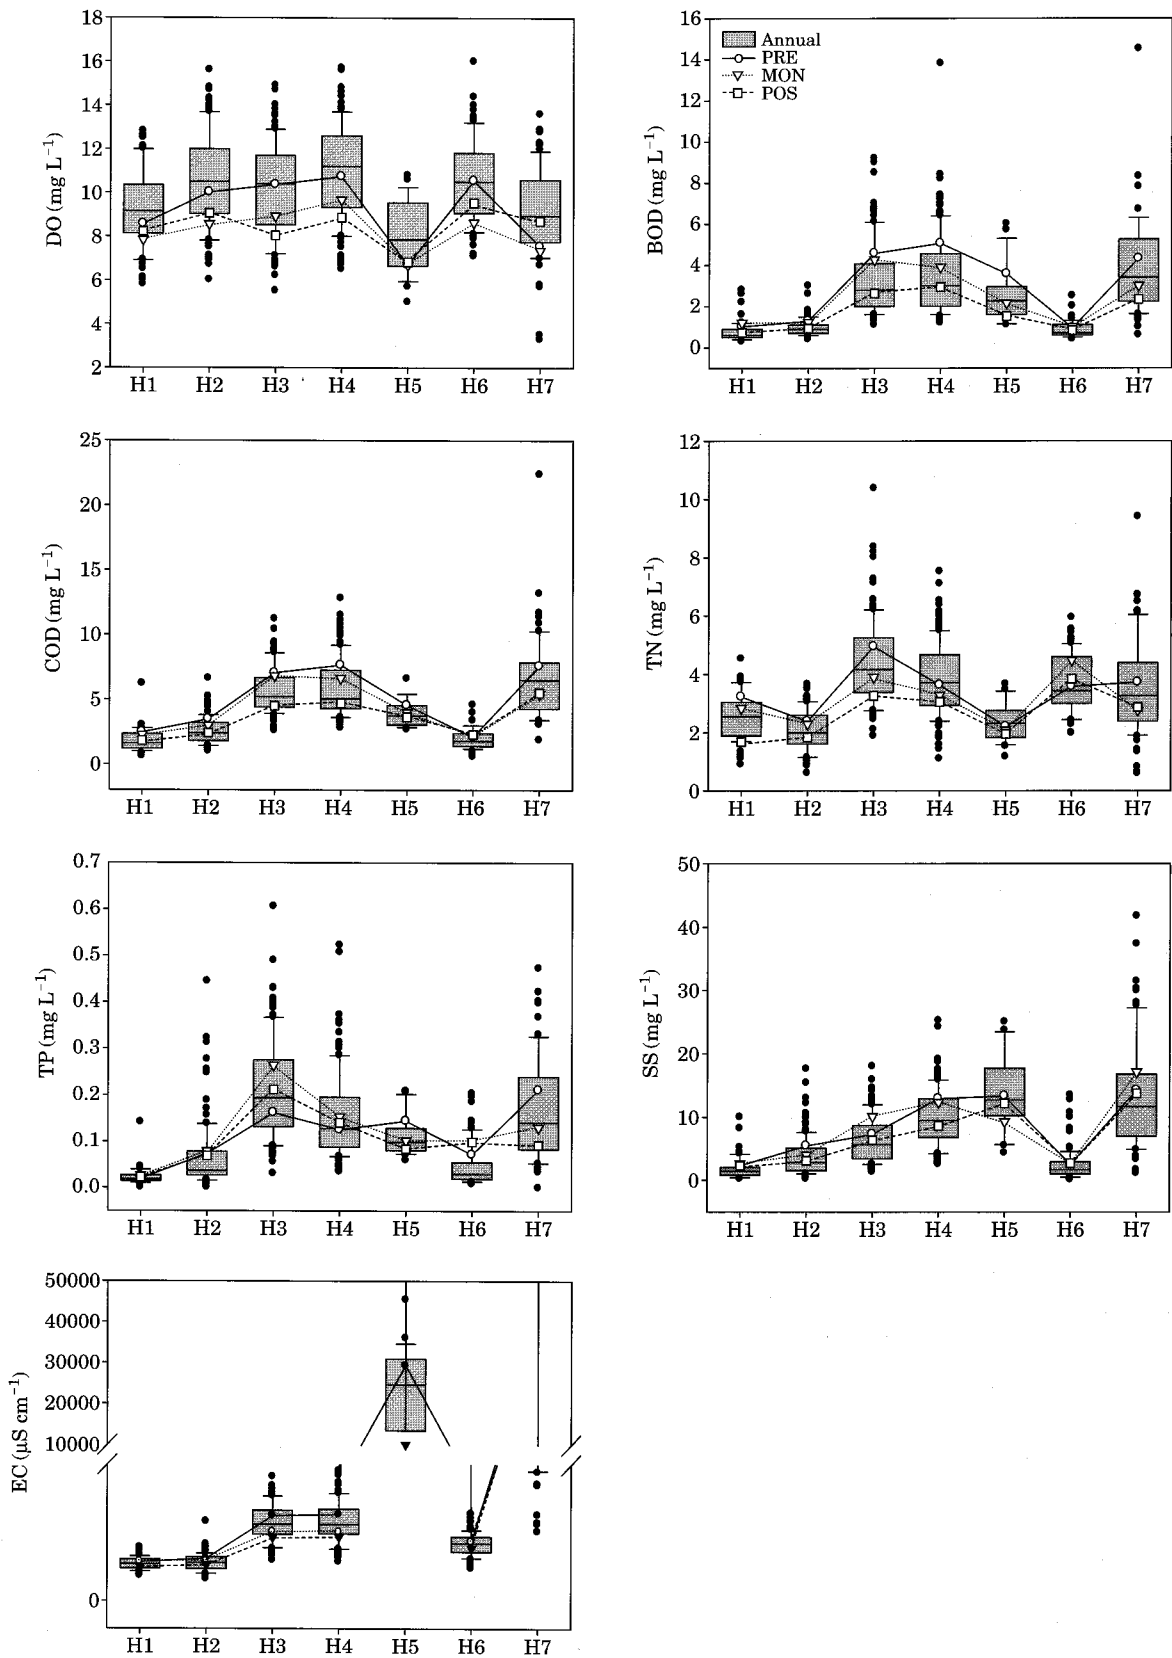 18
16
14
12
10
8
6
4
2
DO (mg L⁻¹)
H1 H2 H3 H4 H5 H6 H7
16
14
12
10
8
6
4
2
0
BOD (mg L⁻¹)
Annual
PRE
MON
POS
H1 H2 H3 H4 H5 H6 H7
25
20
15
10
5
0
COD (mg L⁻¹)
H1 H2 H3 H4 H5 H6 H7
12
10
8
6
4
2
0
TN (mg L⁻¹)
H1 H2 H3 H4 H5 H6 H7
0.7
0.6
0.5
0.4
0.3
0.2
0.1
0.0
TP (mg L⁻¹)
H1 H2 H3 H4 H5 H6 H7
50
40
30
20
10
0
SS (mg L⁻¹)
H1 H2 H3 H4 H5 H6 H7
50000
40000
30000
20000
10000
0
EC (μS cm⁻¹)
H1 H2 H3 H4 H5 H6 H7